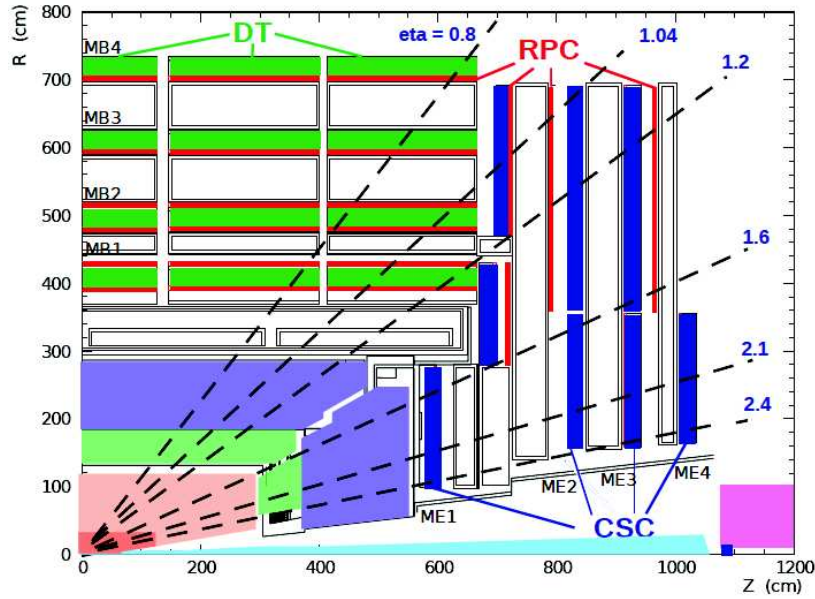 R (cm)
800
700
600
500
400
300
200
100
0
MB4
MB3
MB2
MB1
DT
eta = 0.8
RPC
1.04
1.2
1.6
2.1
2.4
ME1
ME2
ME3
ME4
CSC
0
200
400
600
800
1000
1200
Z (cm)